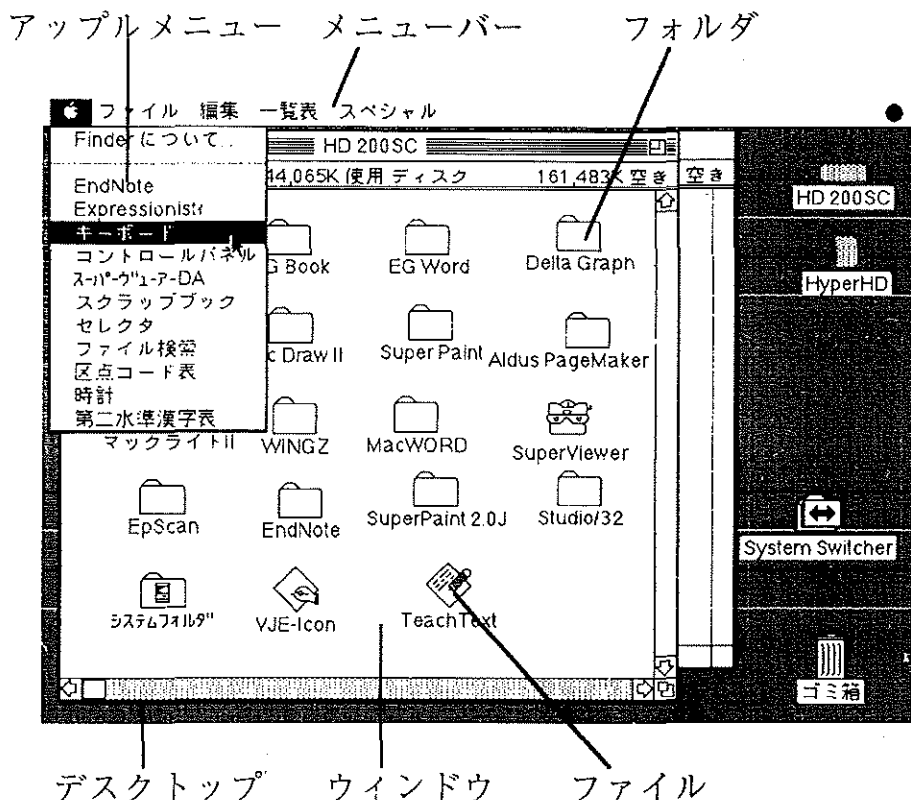 アップルメニュー メニューバー フォルダ
ファイル 編集 一覧表 スペシャル
Finderについて..
EndNote
Expressionist
キーボード
コントロールパネル
スーパーヴューアーDA
スクラップブック
セレクタ
ファイル検索
区点コード表
時計
第二水準漢字表
HD 200SC
44,065K 使用 ディスク 161,483K 空き 空き
G Book EG Word Delta Graph
c Draw II Super Paint Aldus PageMaker
マックライトII WINGZ MacWORD SuperViewer
EpScan EndNote SuperPaint 2.0J Studio/32
システムフォルダ VJE-Icon TeachText
HD 200SC
HyperHD
System Switcher
ゴミ箱
デスクトップ ウィンドウ ファイル